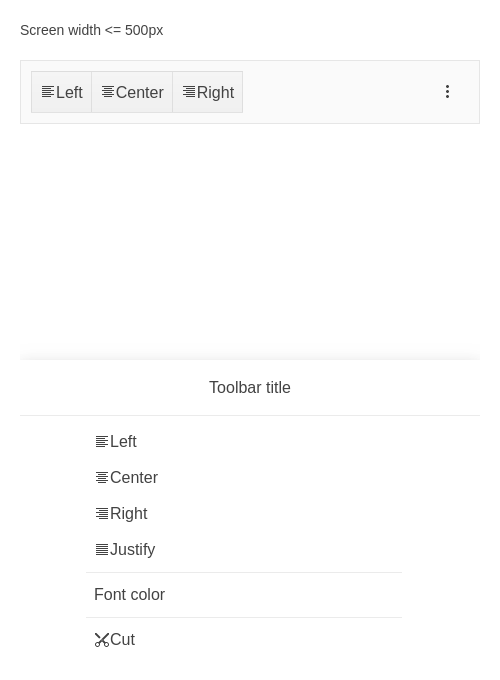 Screen width <= 500px
Left Center Right
Toolbar title
Left
Center
Right
Justify
Font color
Cut